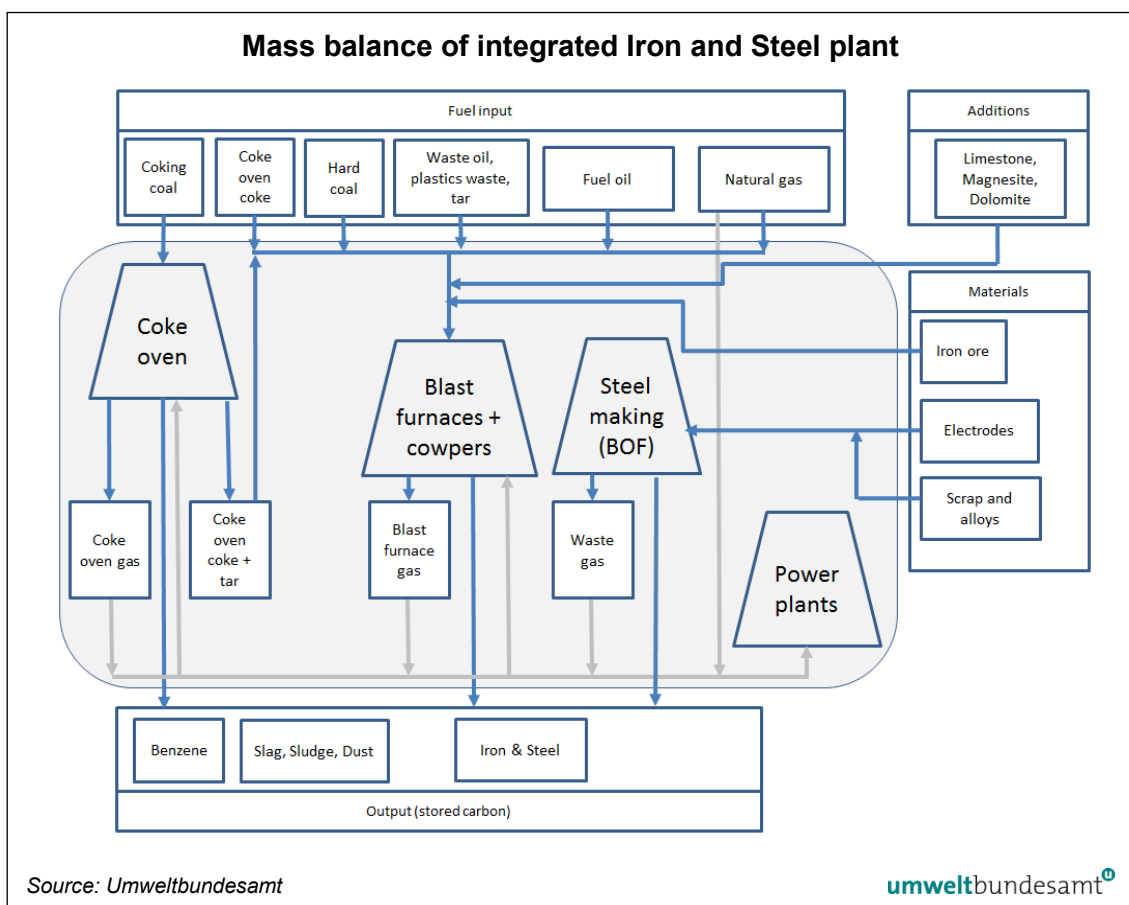 Mass balance of integrated Iron and Steel plant
Fuel input
Additions
Coking
coal
Coke
oven
coke
Hard
coal
Waste oil,
plastics waste,
tar
Fuel oil
Natural gas
Limestone,
Magnesite,
Dolomite
Materials
Iron ore
Electrodes
Scrap and
alloys
Coke
oven
Blast
furnaces +
cowpers
Steel
making
(BOF)
Coke
oven gas
Coke
oven
coke +
tar
Blast
furnace
gas
Waste
gas
Power
plants
Benzene
Slag, Sludge, Dust
Iron & Steel
Output (stored carbon)
Source: Umweltbundesamt
umweltbundesamt u